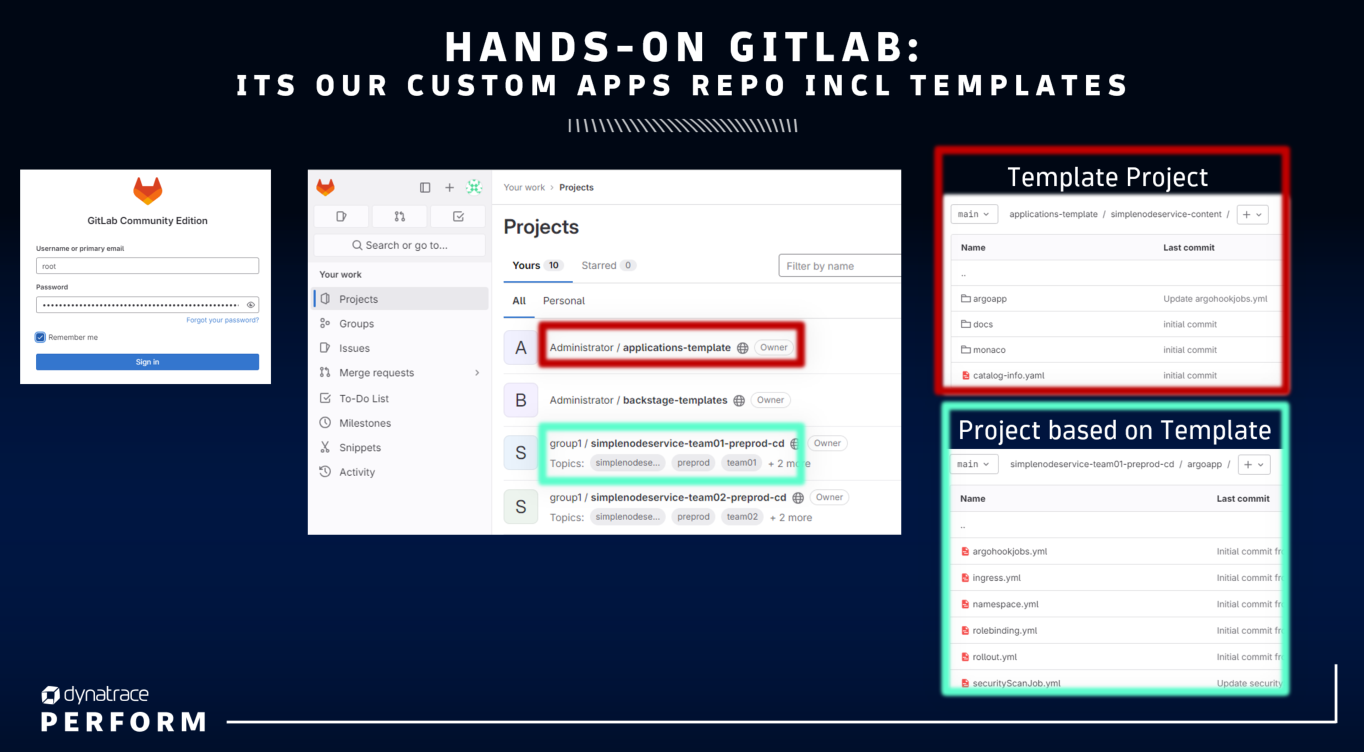 HANDS-ON GITLAB:
ITS OUR CUSTOM APPS REPO INCL TEMPLATES
GitLab Community Edition
Username or primary email
root
Password
Forgot your password?
Remember me
Sign in
Your work > Projects
Search or go to...
Your work
Projects
Groups
Issues
Merge requests
To-Do List
Milestones
Snippets
Activity
Projects
Yours 10 Starred 0
Filter by name
All Personal
A Administrator / applications-template Owner
B Administrator / backstage-templates Owner
S group1 / simplenodeservice-team01-preprod-cd Owner
Topics: simplenodese... preprod team01 + 2 more
S group1 / simplenodeservice-team02-preprod-cd Owner
Topics: simplenodese... preprod team02 + 2 more
Template Project
main applications-template / simplenodeservice-content / +
Name Last commit
..
argoapp Update argohookjobs.yml
docs initial commit
monaco initial commit
catalog-info.yaml initial commit
Project based on Template
main simplenodeservice-team01-preprod-cd / argoapp / +
Name Last commit
..
argohookjobs.yml Initial commit
ingress.yml Initial commit
namespace.yml Initial commit
rolebinding.yml Initial commit
rollout.yml Initial commit
securityScanJob.yml Update security
dynatrace
PERFORM